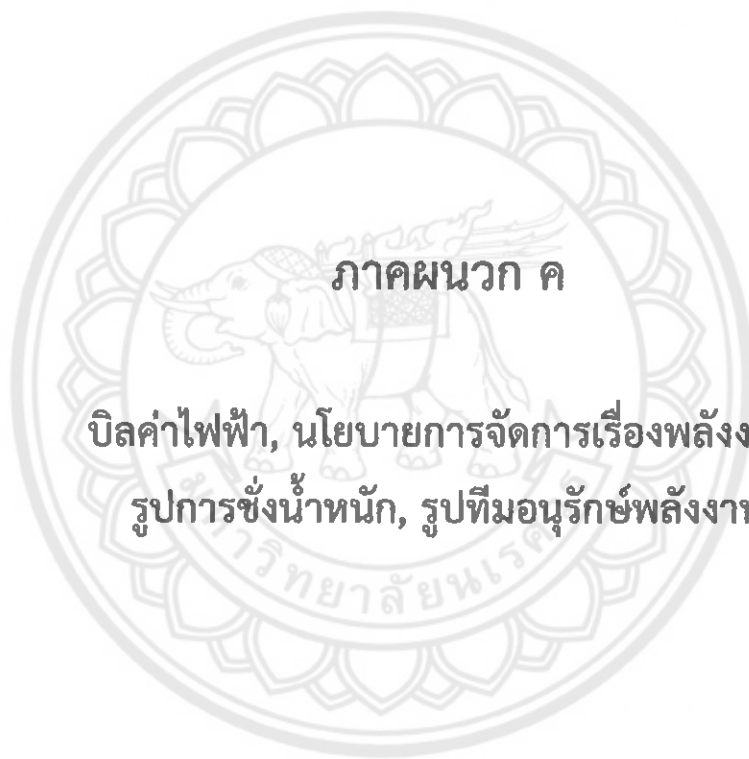 ภาคผนวก ค
บิลค่าไฟฟ้า, นโยบายการจัดการเรื่องพลังง
รูปการชั่งน้ำหนัก, รูปทีมอนุรักษ์พลังงา